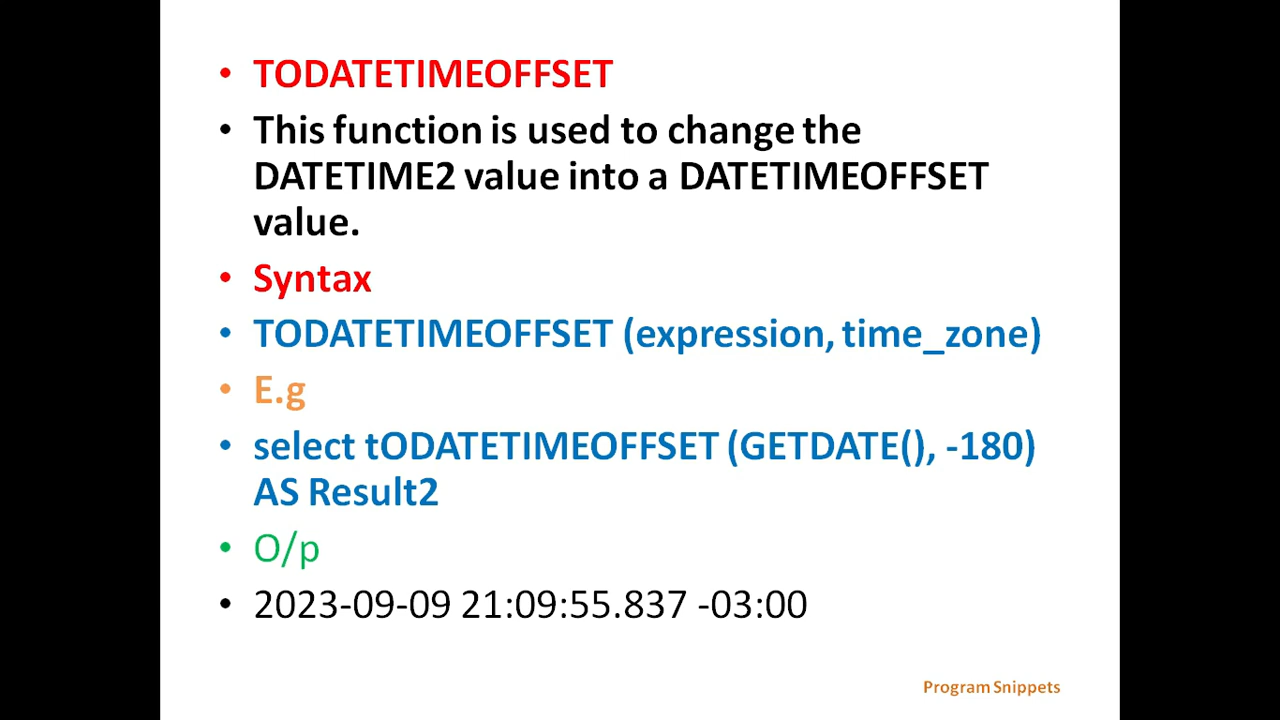 • TODATETIMEOFFSET
• This function is used to change the
DATETIME2 value into a DATETIMEOFFSET
value.
• Syntax
• TODATETIMEOFFSET (expression, time_zone)
• E.g
• select tODATETIMEOFFSET (GETDATE(), -180)
AS Result2
• O/p
• 2023-09-09 21:09:55.837 -03:00
Program Snippets